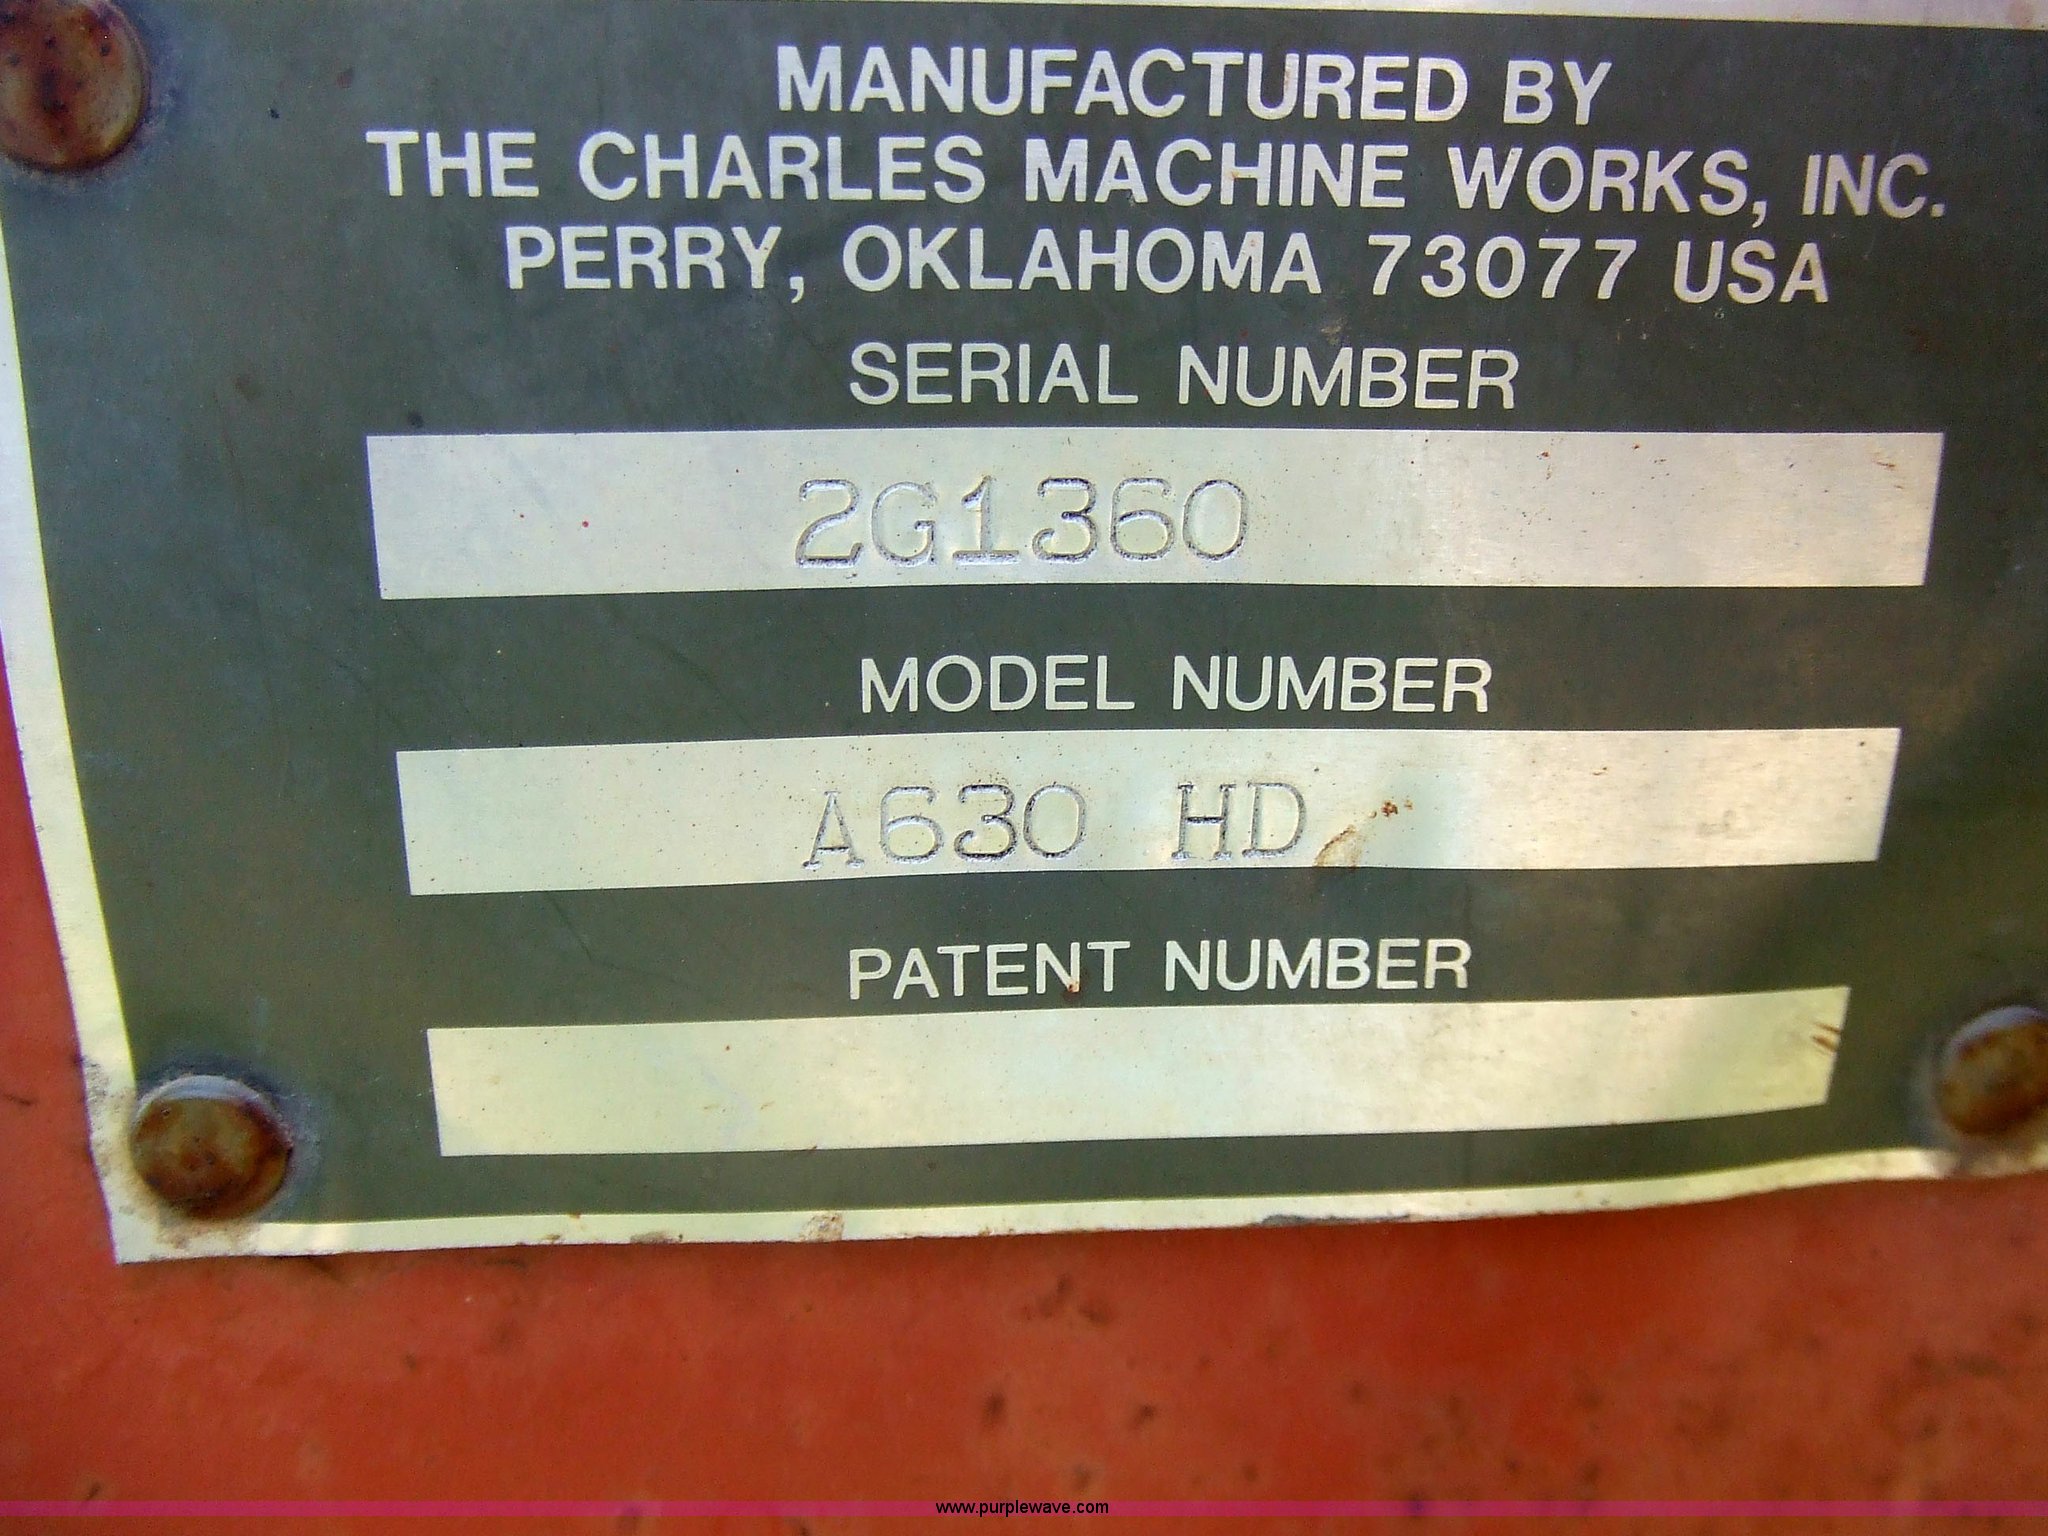 MANUFACTURED BY
THE CHARLES MACHINE WORKS, INC.
PERRY, OKLAHOMA 73077 USA
SERIAL NUMBER
2G1360
MODEL NUMBER
A630 HD
PATENT NUMBER
www.purplewave.com